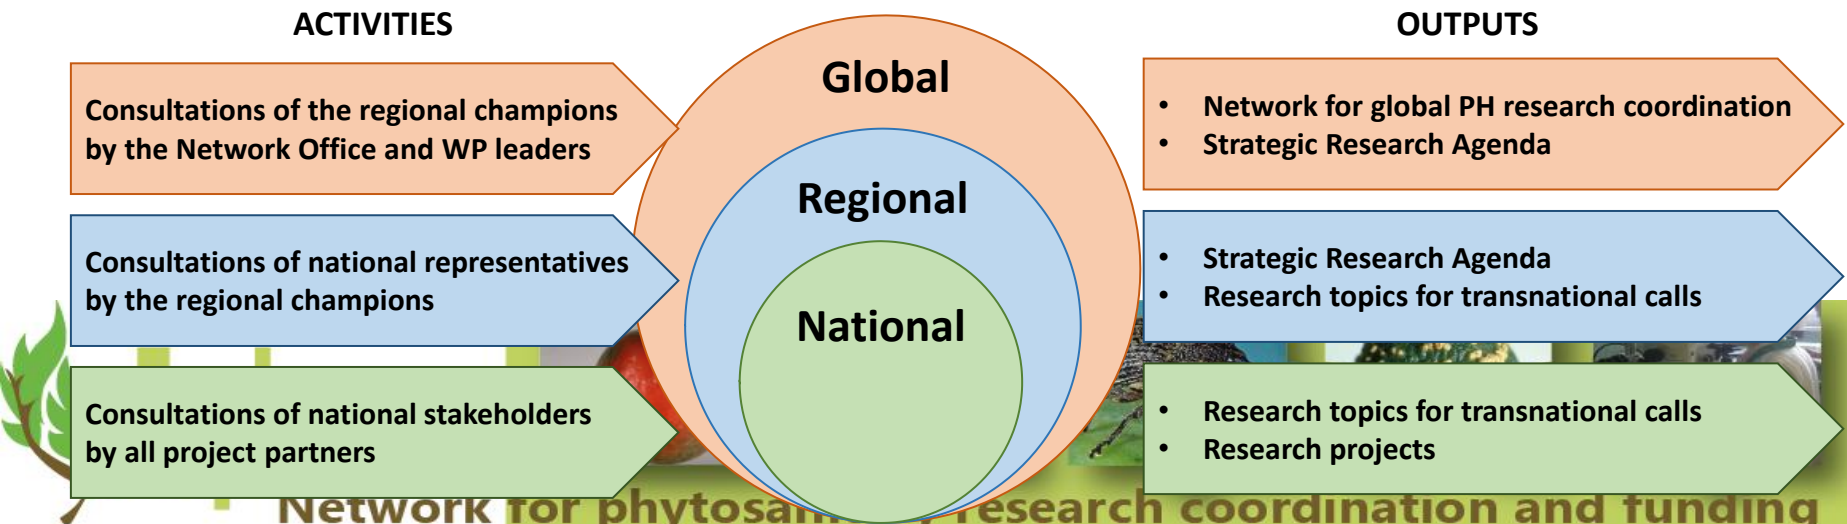 ACTIVITIES
OUTPUTS
Global
Regional
National
Consultations of the regional champions
by the Network Office and WP leaders
Consultations of national representatives
by the regional champions
Consultations of national stakeholders
by all project partners
• Network for global PH research coordination
• Strategic Research Agenda
• Strategic Research Agenda
• Research topics for transnational calls
• Research topics for transnational calls
• Research projects
Network for research coordination and funding